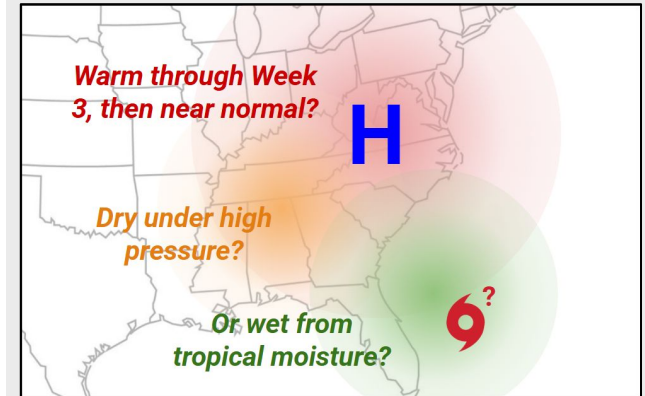 Warm through Week
3, then near normal?
H
Dry under high
pressure?
?
Or wet from
tropical moisture?